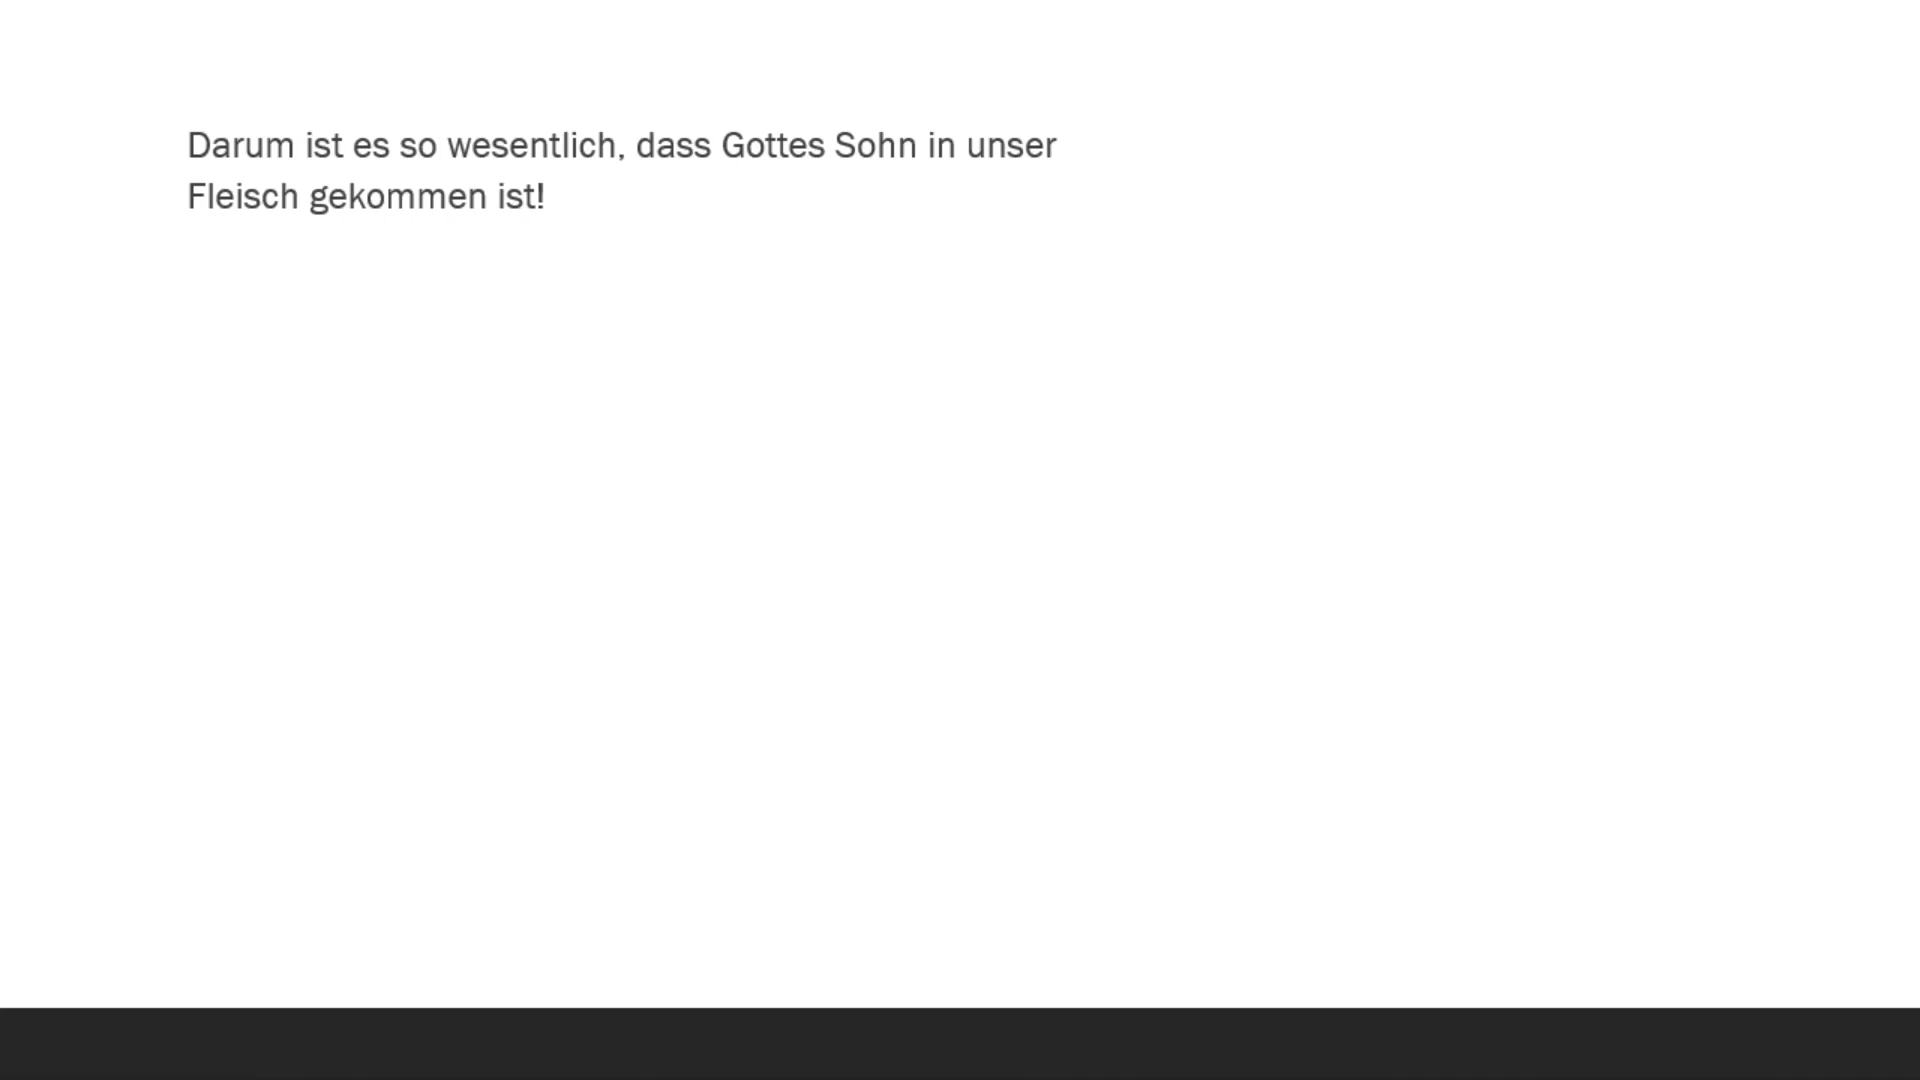 Darum ist es so wesentlich, dass Gottes Sohn in unser
Fleisch gekommen ist!